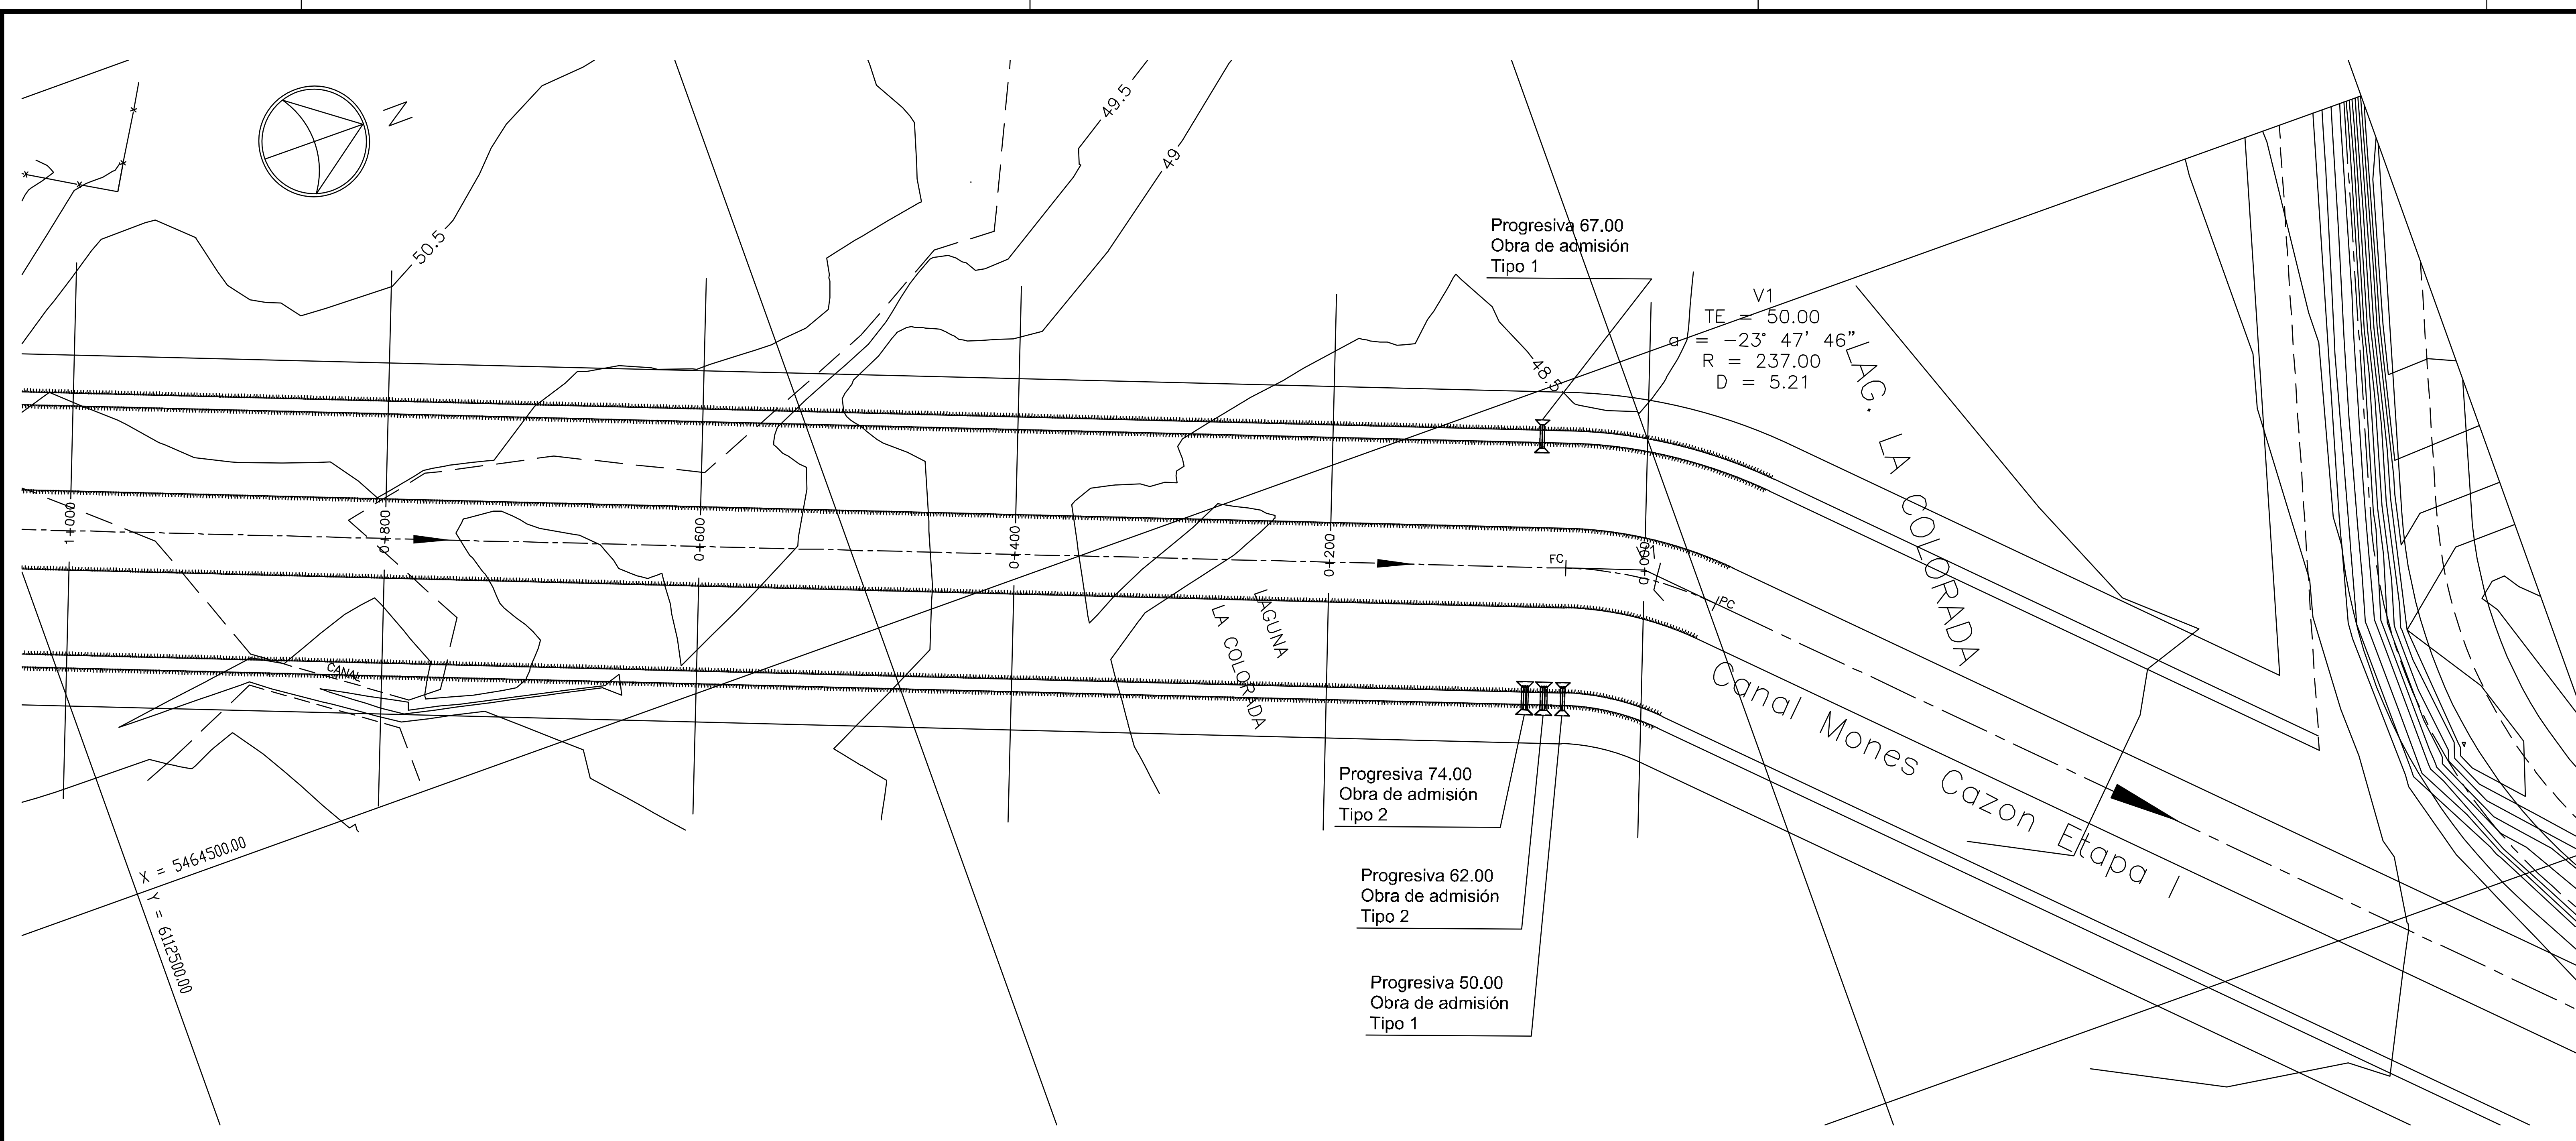 N
49.5
49
50.5
Progresiva 67.00
Obra de admisión
Tipo 1
V1
TE = 50.00
α = -23° 47' 46"
R = 237.00
D = 5.21
48.5
LAG. LA COLORADA
1+000
0+800
0+600
0+400
0+200
0+000
V1
FC
PC
LAGUNA
LA COLORADA
CANAL
Canal Mones Cazon Etapa I
Progresiva 74.00
Obra de admisión
Tipo 2
Progresiva 62.00
Obra de admisión
Tipo 2
Progresiva 50.00
Obra de admisión
Tipo 1
X = 5464500.00
Y = 6112500.00